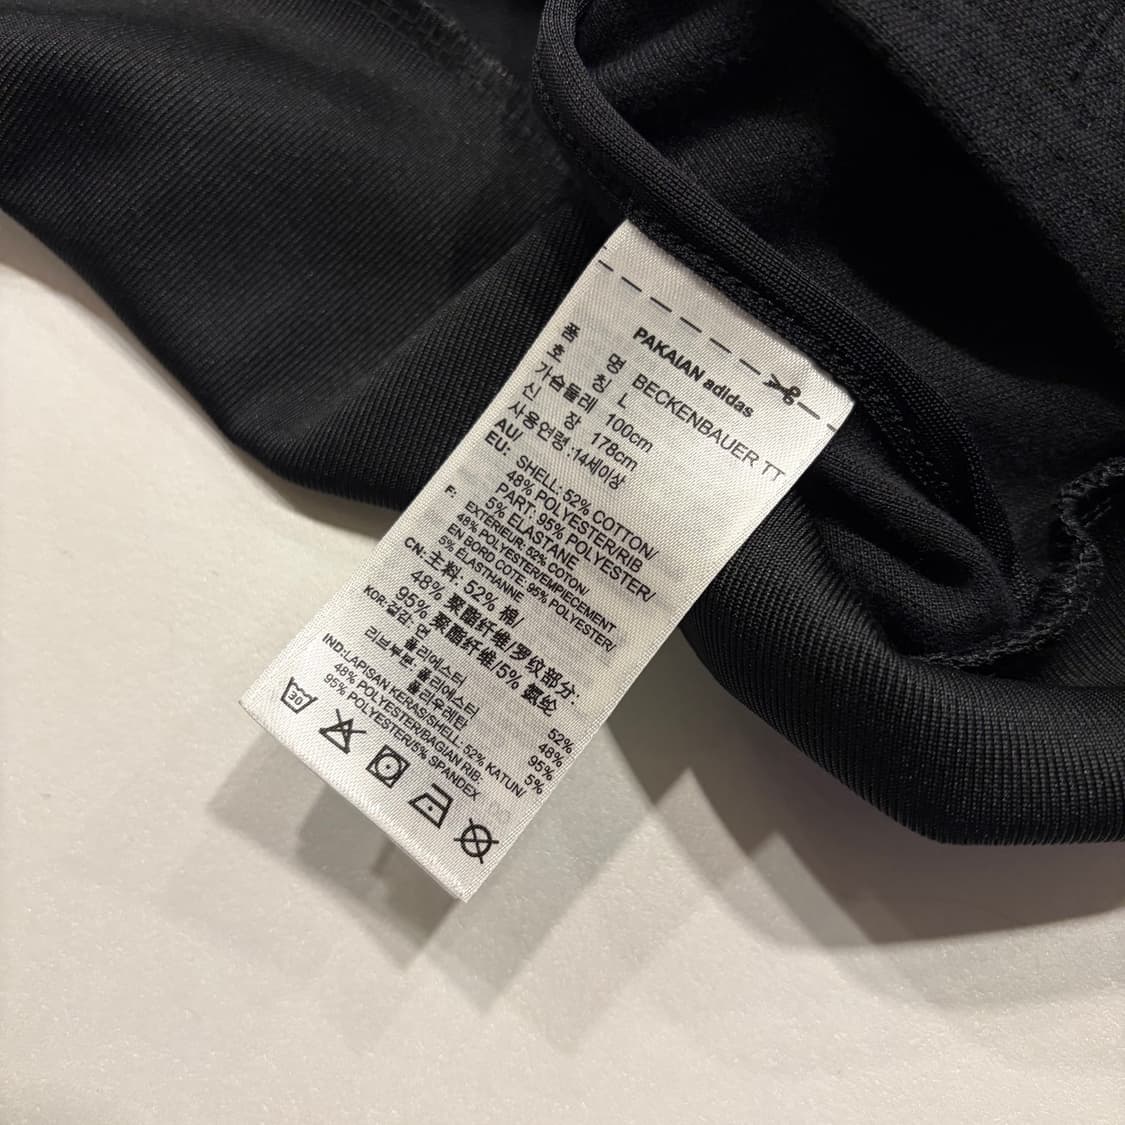 PAKAIAN adidas
품 명 BECKENBAUER TT
호 칭 L
가슴둘레 100cm
신 장 178cm
사용연령 :14세이상
AU/
EU: SHELL: 52% COTTON/
48% POLYESTER/RIB
PART: 95% POLYESTER/
5% ELASTANE
F: EXTERIEUR: 52% COTON/
48% POLYESTER/EMPIECEMENT
EN BORD COTE: 95% POLYESTER/
5% ÉLASTHANNE
CN: 主料: 52% 棉/
48% 聚酯纤维/罗纹部分:
95% 聚酯纤维/5% 氨纶
KOR: 겉감: 면 52%
폴리에스터 48%
리브부분: 폴리에스터 95%
폴리우레탄 5%
IND:LAPISAN KERAS/SHELL: 52% KATUN/
48% POLYESTER/BAGIAN RIB:
95% POLYESTER/5% SPANDEX
30